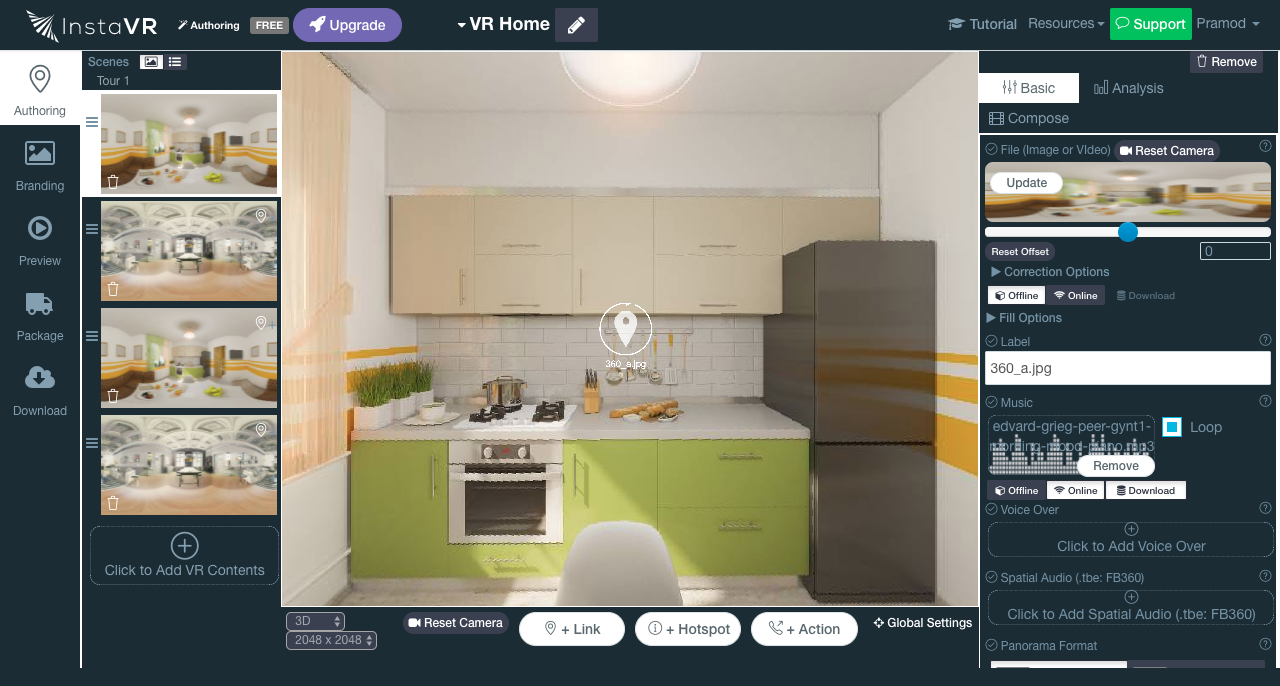 InstaVR
Authoring
FREE
Upgrade
VR Home
Tutorial
Resources
Support
Pramod
Authoring
Branding
Preview
Package
Download
Scenes
Tour 1
Click to Add VR Contents
360_a.jpg
3D
2048 x 2048
Reset Camera
+ Link
+ Hotspot
+ Action
Global Settings
Remove
Basic
Analysis
Compose
File (Image or VIdeo)
Reset Camera
Update
Reset Offset
0
Correction Options
Offline
Online
Download
Fill Options
Label
360_a.jpg
Music
edvard-grieg-peer-gynt1-
morning-mood-piano.mp3
Loop
Remove
Offline
Online
Download
Voice Over
Click to Add Voice Over
Spatial Audio (.tbe: FB360)
Click to Add Spatial Audio (.tbe: FB360)
Panorama Format